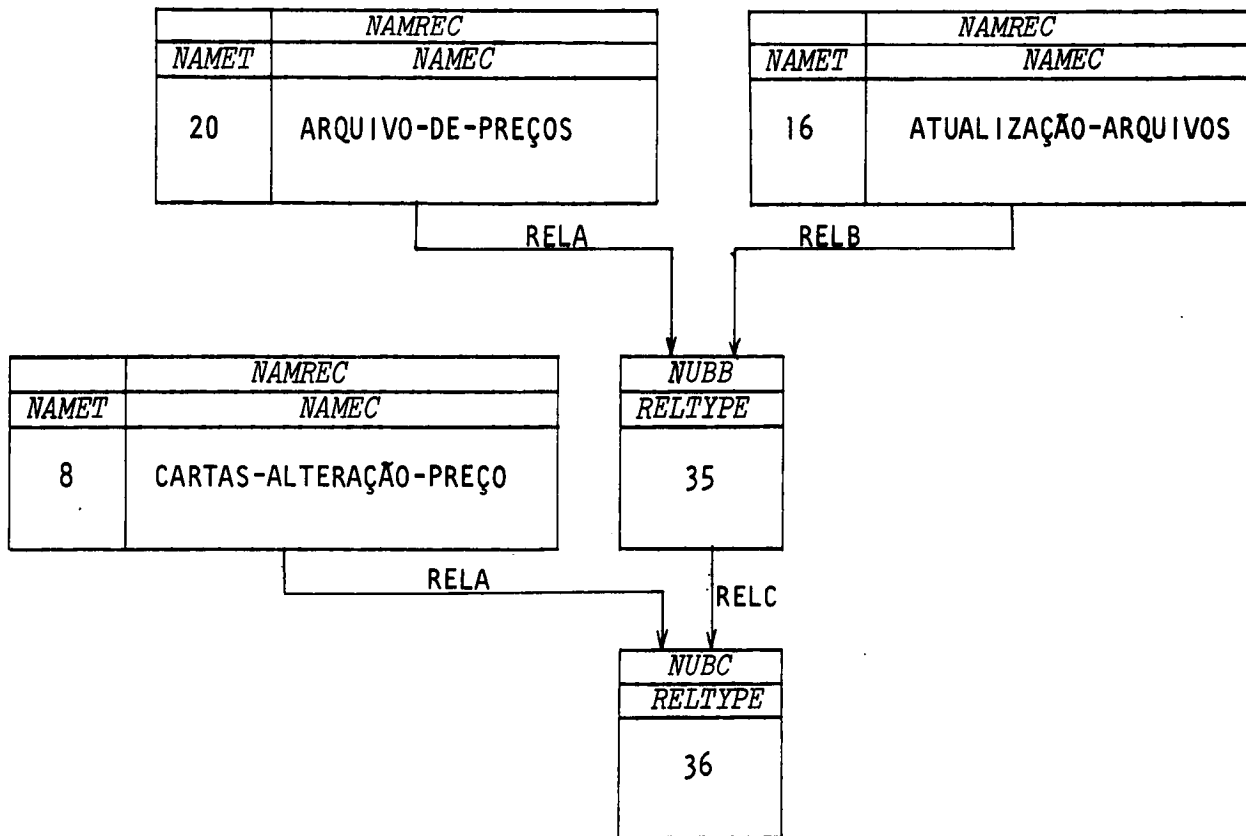 NAMREC
NAMET NAMEC
20 ARQUIVO-DE-PREÇOS
NAMREC
NAMET NAMEC
16 ATUALIZAÇÃO-ARQUIVOS
RELA
RELB
NAMREC
NAMET NAMEC
8 CARTAS-ALTERAÇÃO-PREÇO
NUBB
RELTYPE
35
RELA
RELC
NUBC
RELTYPE
36